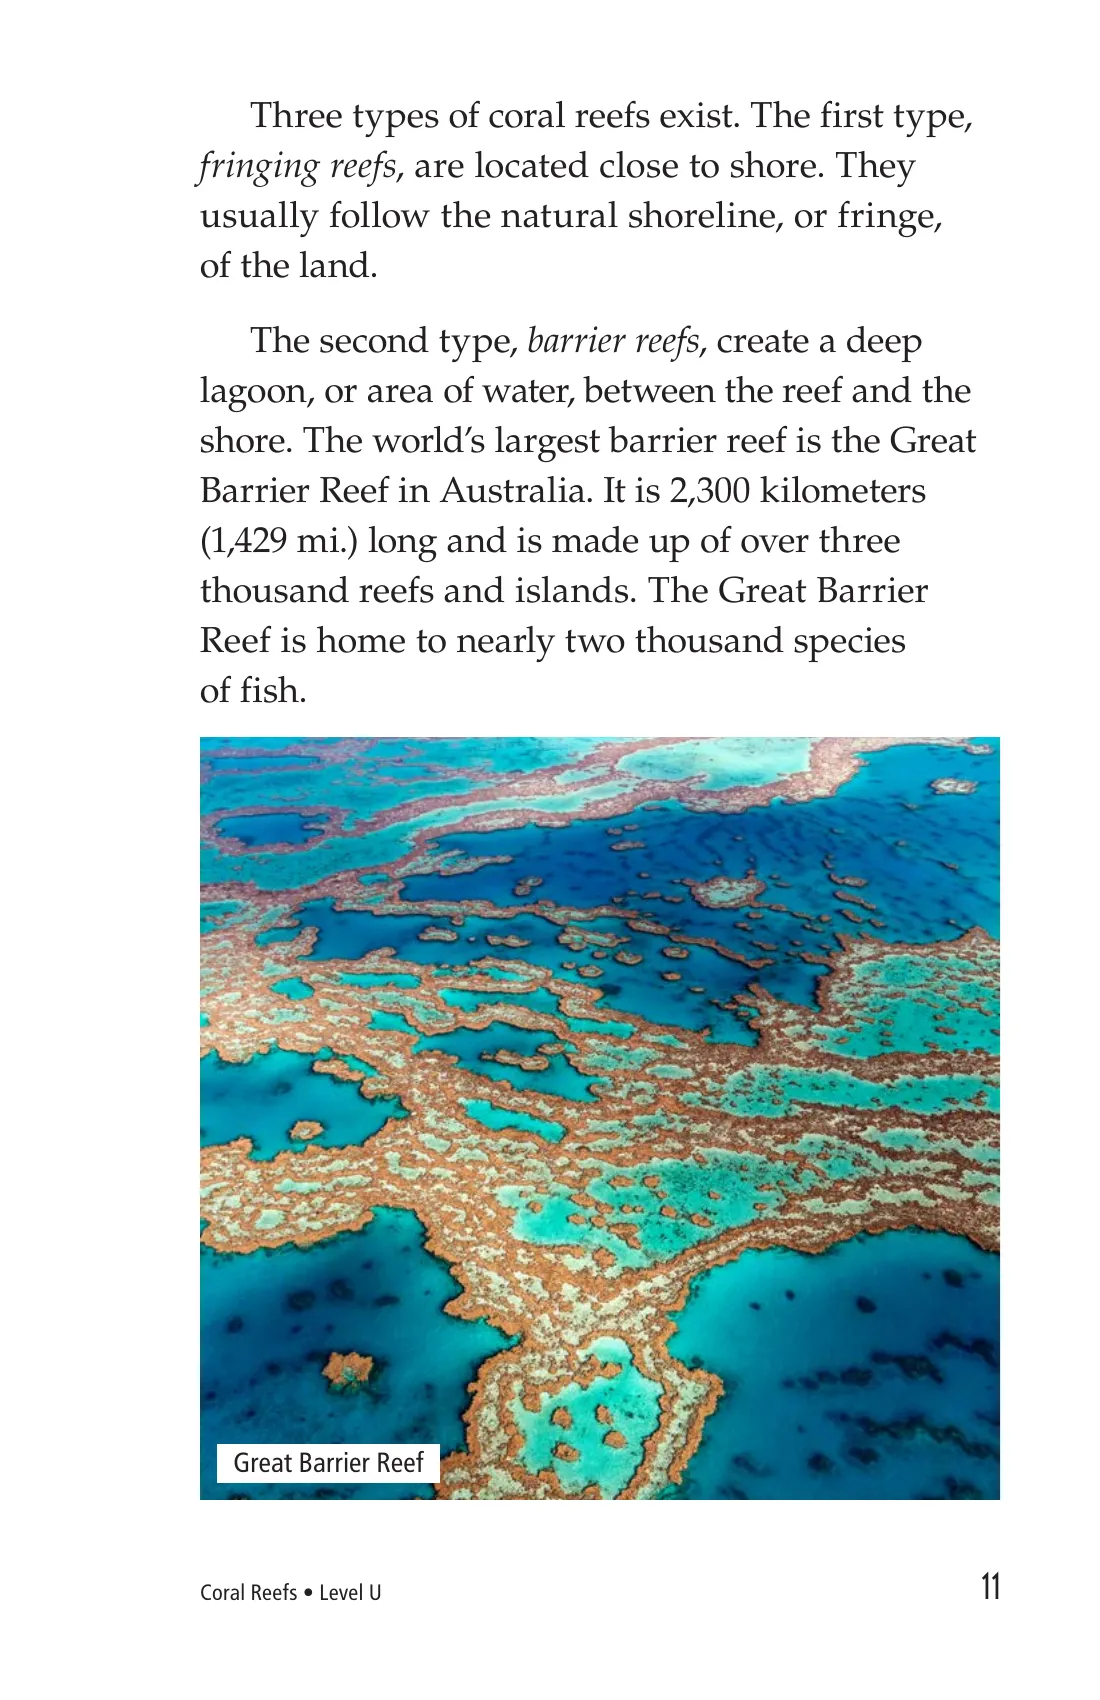 Three types of coral reefs exist. The first type,
fringing reefs, are located close to shore. They
usually follow the natural shoreline, or fringe,
of the land.
The second type, barrier reefs, create a deep
lagoon, or area of water, between the reef and the
shore. The world’s largest barrier reef is the Great
Barrier Reef in Australia. It is 2,300 kilometers
(1,429 mi.) long and is made up of over three
thousand reefs and islands. The Great Barrier
Reef is home to nearly two thousand species
of fish.
Great Barrier Reef
Coral Reefs • Level U
11